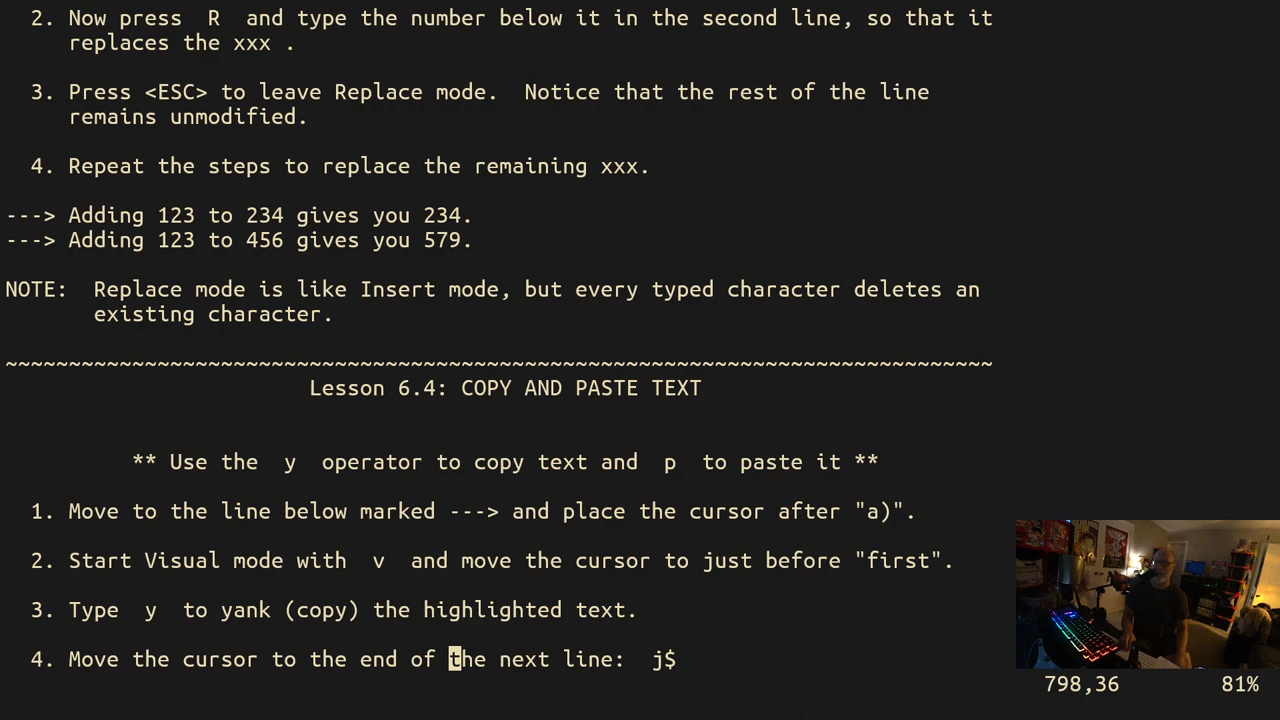 2. Now press  R  and type the number below it in the second line, so that it
replaces the xxx .
3. Press <ESC> to leave Replace mode.  Notice that the rest of the line
remains unmodified.
4. Repeat the steps to replace the remaining xxx.
---> Adding 123 to 234 gives you 234.
---> Adding 123 to 456 gives you 579.
NOTE:  Replace mode is like Insert mode, but every typed character deletes an
existing character.
~~~~~~~~~~~~~~~~~~~~~~~~~~~~~~~~~~~~~~~~~~~~~~~~~~~~~~~~~~~~~~~~~~~~~~~~~~~~~~
Lesson 6.4: COPY AND PASTE TEXT
** Use the  y  operator to copy text and  p  to paste it **
1. Move to the line below marked ---> and place the cursor after "a)".
2. Start Visual mode with  v  and move the cursor to just before "first".
3. Type  y  to yank (copy) the highlighted text.
4. Move the cursor to the end of the next line:  j$
798,36 81%